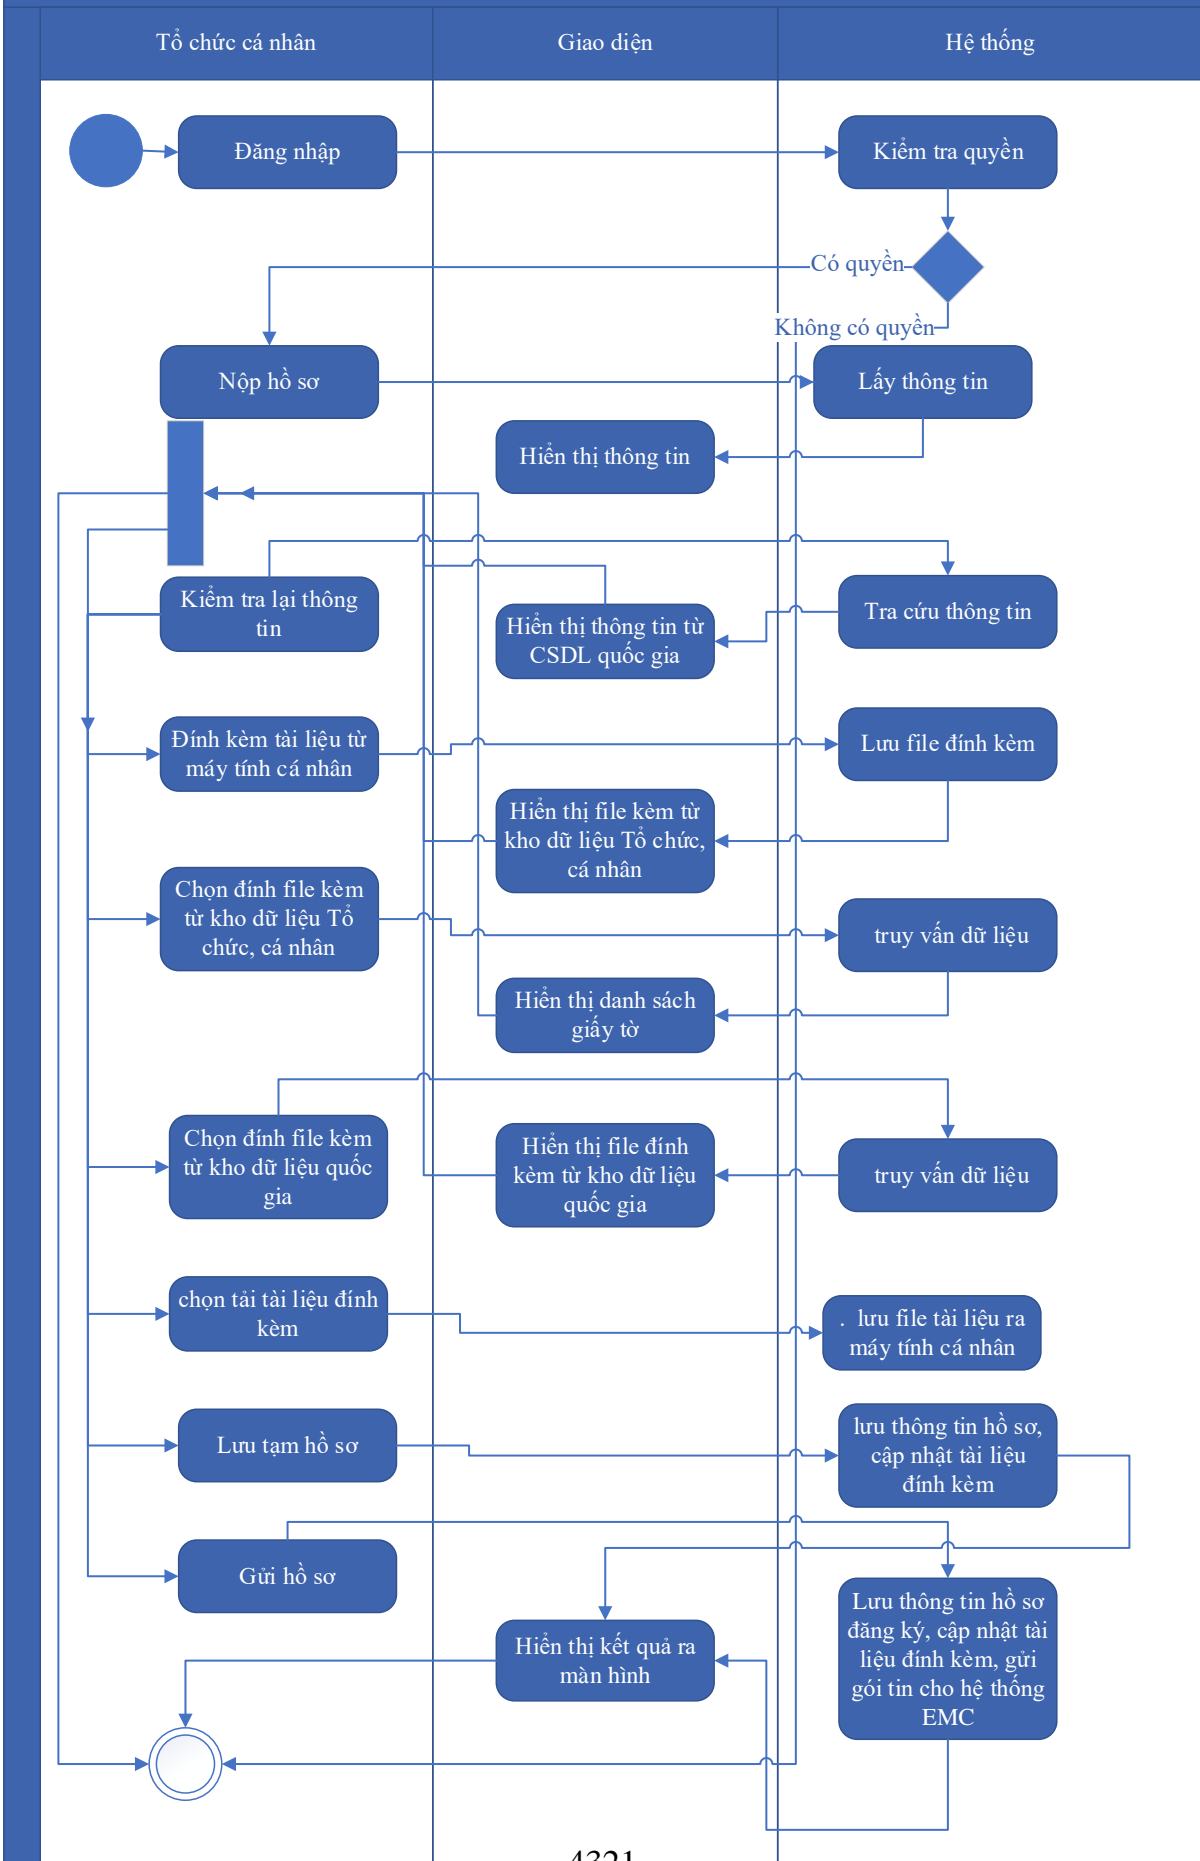 Tổ chức cá nhân
Giao diện
Hệ thống
Đăng nhập
Kiểm tra quyền
Có quyền
Không có quyền
Nộp hồ sơ
Lấy thông tin
Hiển thị thông tin
Kiểm tra lại thông
tin
Hiển thị thông tin từ
CSDL quốc gia
Tra cứu thông tin
Đính kèm tài liệu từ
máy tính cá nhân
Lưu file đính kèm
Hiển thị file kèm từ
kho dữ liệu Tổ chức,
cá nhân
Chọn đính file kèm
từ kho dữ liệu Tổ
chức, cá nhân
truy vấn dữ liệu
Hiển thị danh sách
giấy tờ
Chọn đính file kèm
từ kho dữ liệu quốc
gia
Hiển thị file đính
kèm từ kho dữ liệu
quốc gia
truy vấn dữ liệu
chọn tải tài liệu đính
kèm
. lưu file tài liệu ra
máy tính cá nhân
Lưu tạm hồ sơ
lưu thông tin hồ sơ,
cập nhật tài liệu
đính kèm
Gửi hồ sơ
Hiển thị kết quả ra
màn hình
Lưu thông tin hồ sơ
đăng ký, cập nhật tài
liệu đính kèm, gửi
gói tin cho hệ thống
EMC
4321